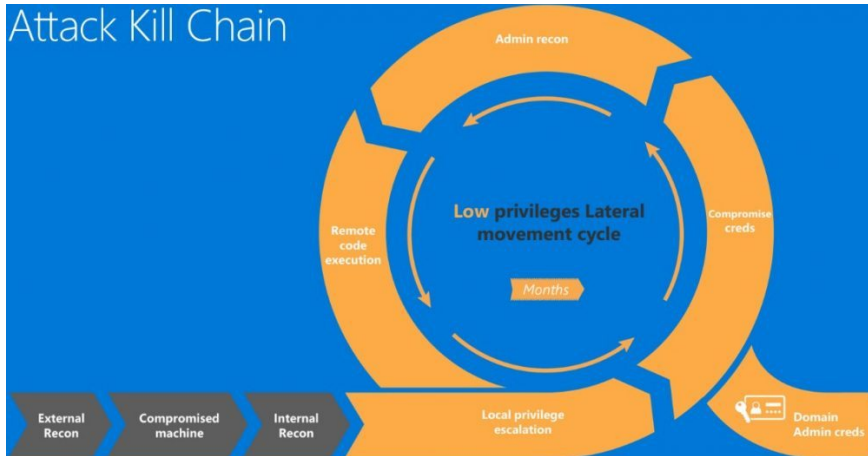 Attack Kill Chain
Admin recon
Compromise
creds
Remote
code
execution
Low privileges Lateral
movement cycle
Months
External
Recon
Compromised
machine
Internal
Recon
Local privilege
escalation
Domain
Admin creds